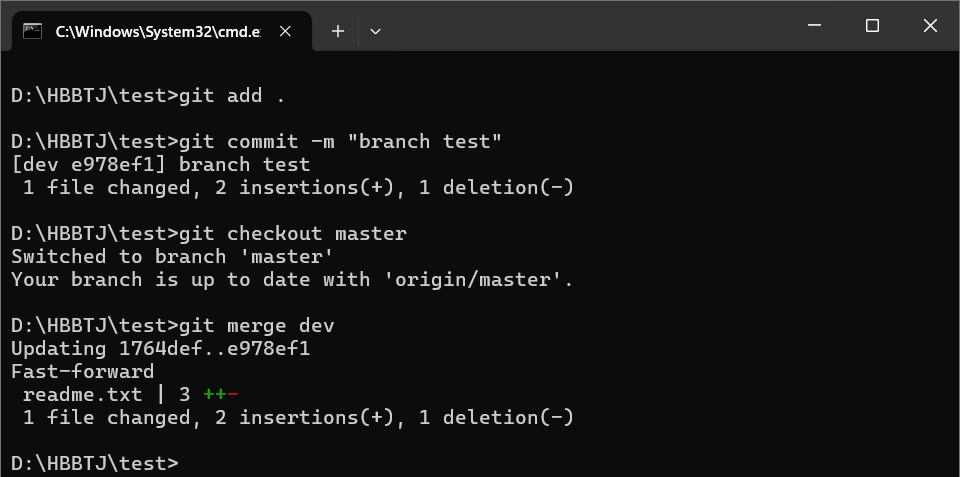 C:\Windows\System32\cmd.e
D:\HBBTJ\test>git add .
D:\HBBTJ\test>git commit -m "branch test"
[dev e978ef1] branch test
 1 file changed, 2 insertions(+), 1 deletion(-)
D:\HBBTJ\test>git checkout master
Switched to branch 'master'
Your branch is up to date with 'origin/master'.
D:\HBBTJ\test>git merge dev
Updating 1764def..e978ef1
Fast-forward
 readme.txt | 3 ++-
 1 file changed, 2 insertions(+), 1 deletion(-)
D:\HBBTJ\test>